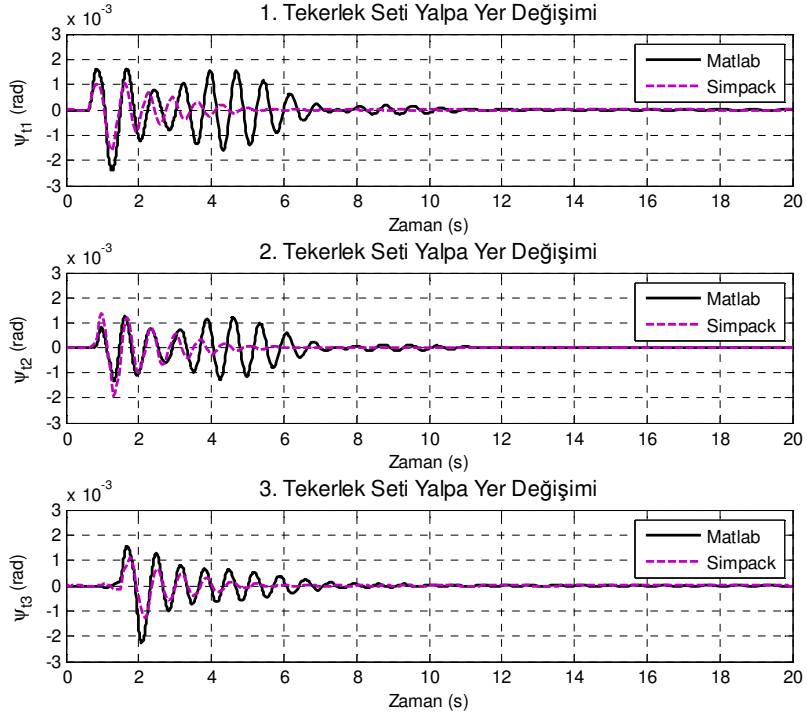 1. Tekerlek Seti Yalpa Yer Değişimi
x 10⁻³
3
2
1
0
-1
-2
-3
ψt1 (rad)
Matlab
Simpack
0 2 4 6 8 10 12 14 16 18 20
Zaman (s)
2. Tekerlek Seti Yalpa Yer Değişimi
x 10⁻³
3
2
1
0
-1
-2
-3
ψt2 (rad)
Matlab
Simpack
0 2 4 6 8 10 12 14 16 18 20
Zaman (s)
3. Tekerlek Seti Yalpa Yer Değişimi
x 10⁻³
3
2
1
0
-1
-2
-3
ψt3 (rad)
Matlab
Simpack
0 2 4 6 8 10 12 14 16 18 20
Zaman (s)